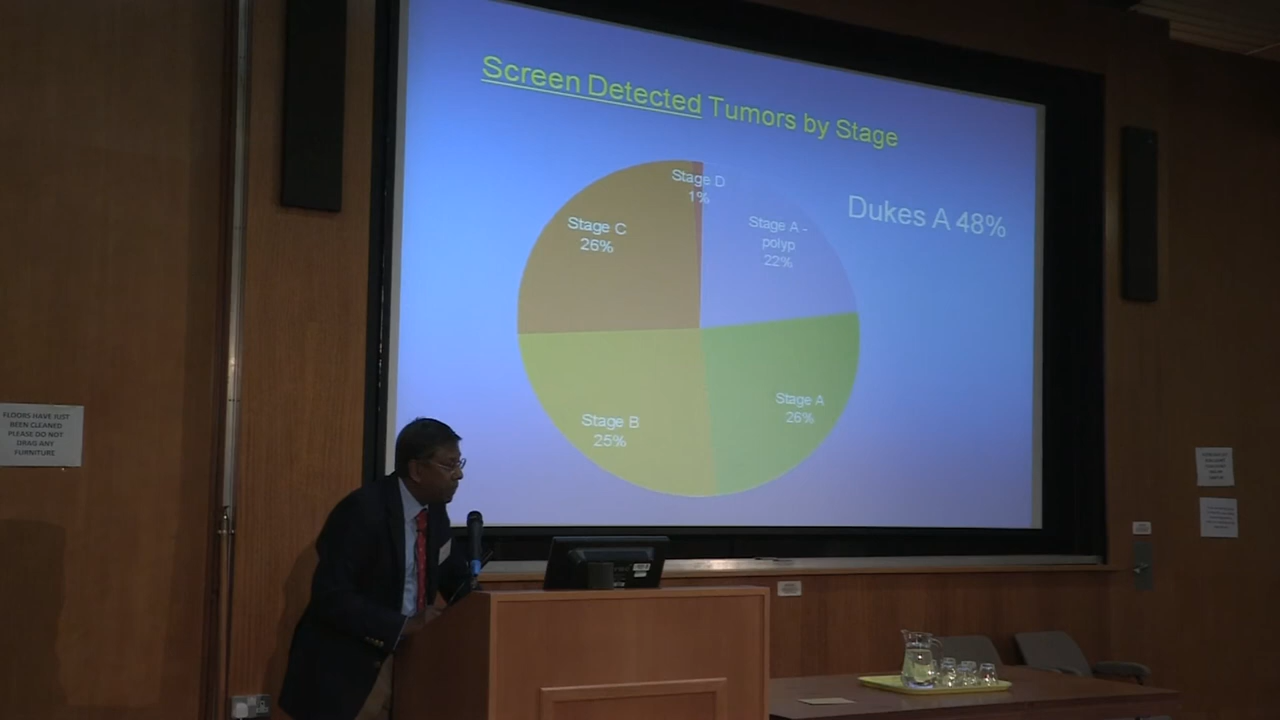 Screen Detected Tumors by Stage
Stage D
1%
Stage A -
polyp
22%
Dukes A 48%
Stage C
26%
Stage A
26%
Stage B
25%
FLOORS HAVE JUST
BEEN CLEANED
PLEASE DO NOT
DRAG ANY
FURNITURE